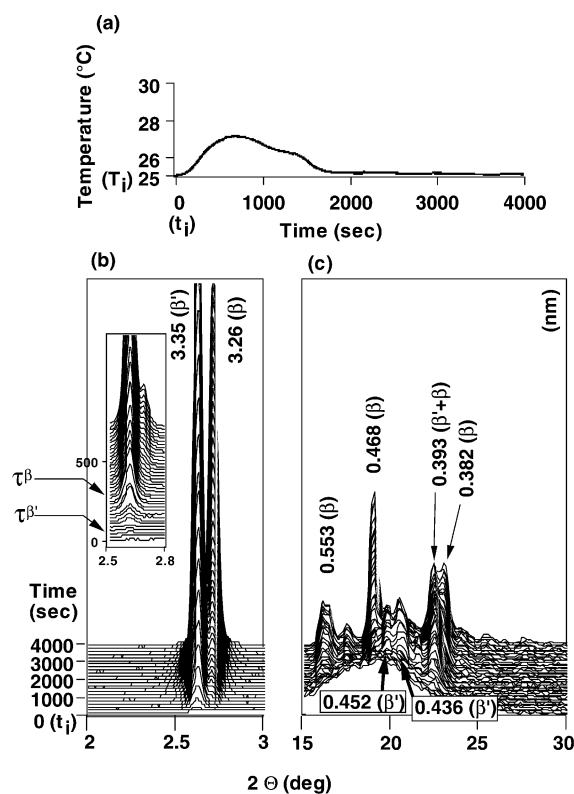 (a)
Temperature (°C)
30
28
26
(Tᵢ) 25
0 1000 2000 3000 4000
(tᵢ)
Time (sec)
(b)
3.35 (β')
3.26 (β)
500
0
2.5 2.8
τβ
τβ'
Time
(sec)
4000
3000
2000
1000
0 (tᵢ)
2 2.5 3
(c)
(nm)
0.553 (β)
0.468 (β)
0.393 (β'+β)
0.382 (β)
0.452 (β')
0.436 (β')
15 20 25 30
2 Θ (deg)